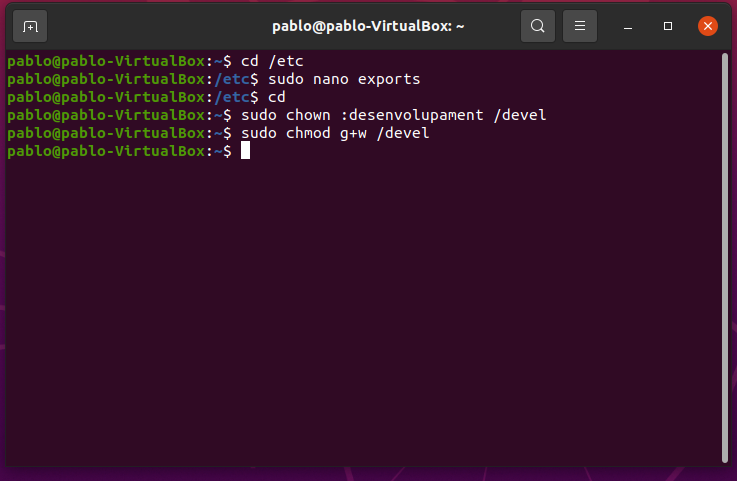 pablo@pablo-VirtualBox: ~
pablo@pablo-VirtualBox:~$ cd /etc
pablo@pablo-VirtualBox:/etc$ sudo nano exports
pablo@pablo-VirtualBox:/etc$ cd
pablo@pablo-VirtualBox:~$ sudo chown :desenvolupament /devel
pablo@pablo-VirtualBox:~$ sudo chmod g+w /devel
pablo@pablo-VirtualBox:~$